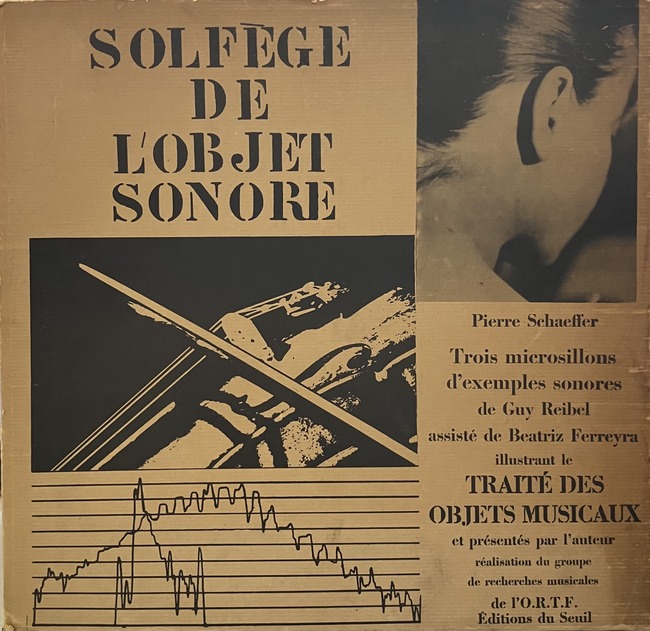 SOLFÈGE
DE
L'OBJET
SONORE
Pierre Schaeffer
Trois microsillons
d'exemples sonores
de Guy Reibel
assisté de Beatriz Ferreyra
illustrant le
TRAITÉ DES
OBJETS MUSICAUX
et présentés par l'auteur
réalisation du groupe
de recherches musicales
de l'O.R.T.F.
Éditions du Seuil